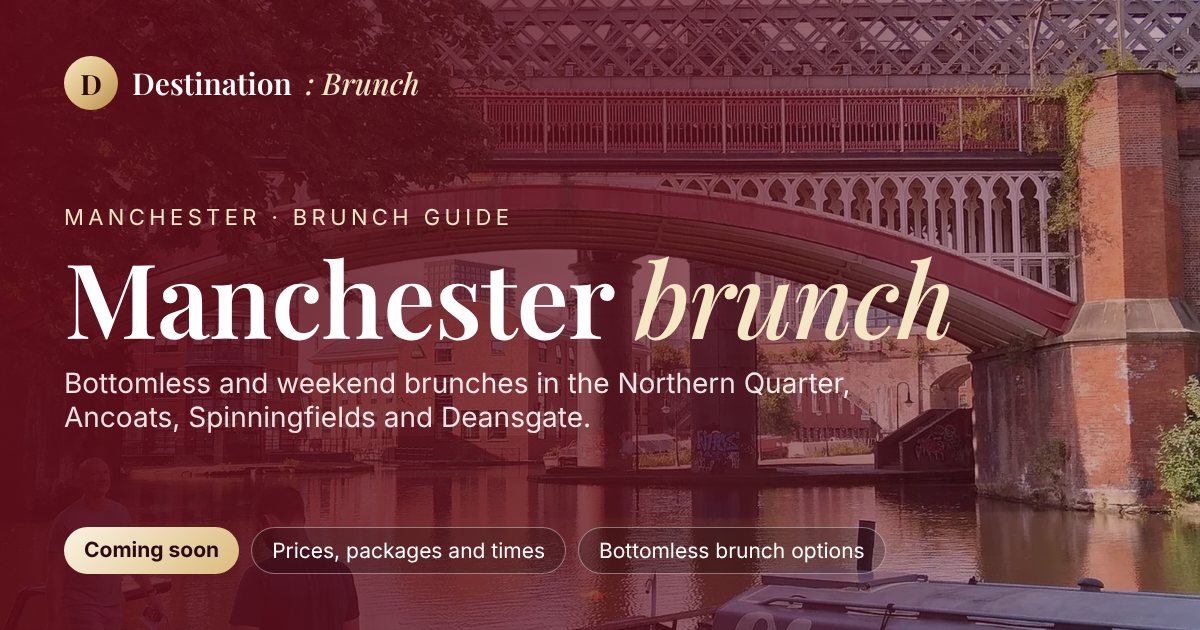 D Destination : Brunch
MANCHESTER · BRUNCH GUIDE
Manchester brunch
Bottomless and weekend brunches in the Northern Quarter,
Ancoats, Spinningfields and Deansgate.
Coming soon
Prices, packages and times
Bottomless brunch options